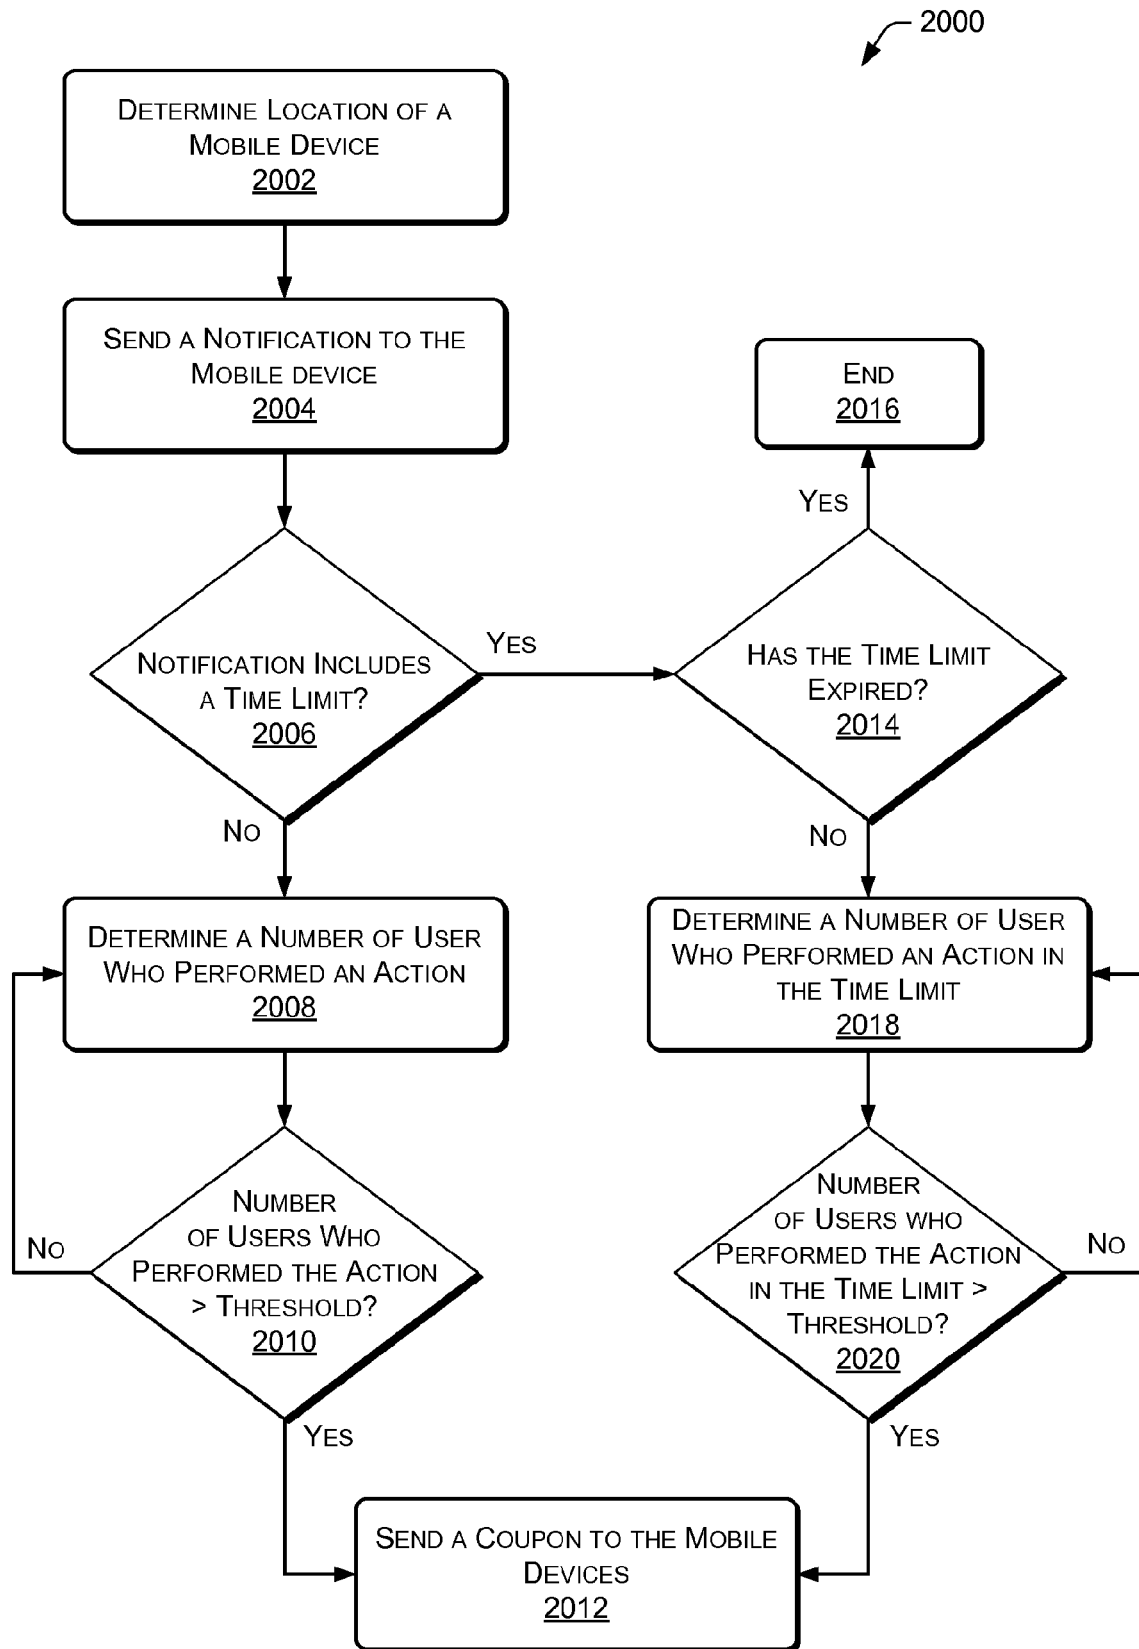 2000
DETERMINE LOCATION OF A
MOBILE DEVICE
2002
SEND A NOTIFICATION TO THE
MOBILE DEVICE
2004
END
2016
YES
NOTIFICATION INCLUDES
A TIME LIMIT?
2006
YES
HAS THE TIME LIMIT
EXPIRED?
2014
NO
NO
DETERMINE A NUMBER OF USER
WHO PERFORMED AN ACTION
2008
DETERMINE A NUMBER OF USER
WHO PERFORMED AN ACTION IN
THE TIME LIMIT
2018
NUMBER
OF USERS WHO
PERFORMED THE ACTION
> THRESHOLD?
2010
NO
YES
NUMBER
OF USERS WHO
PERFORMED THE ACTION
IN THE TIME LIMIT >
THRESHOLD?
2020
NO
YES
SEND A COUPON TO THE MOBILE
DEVICES
2012